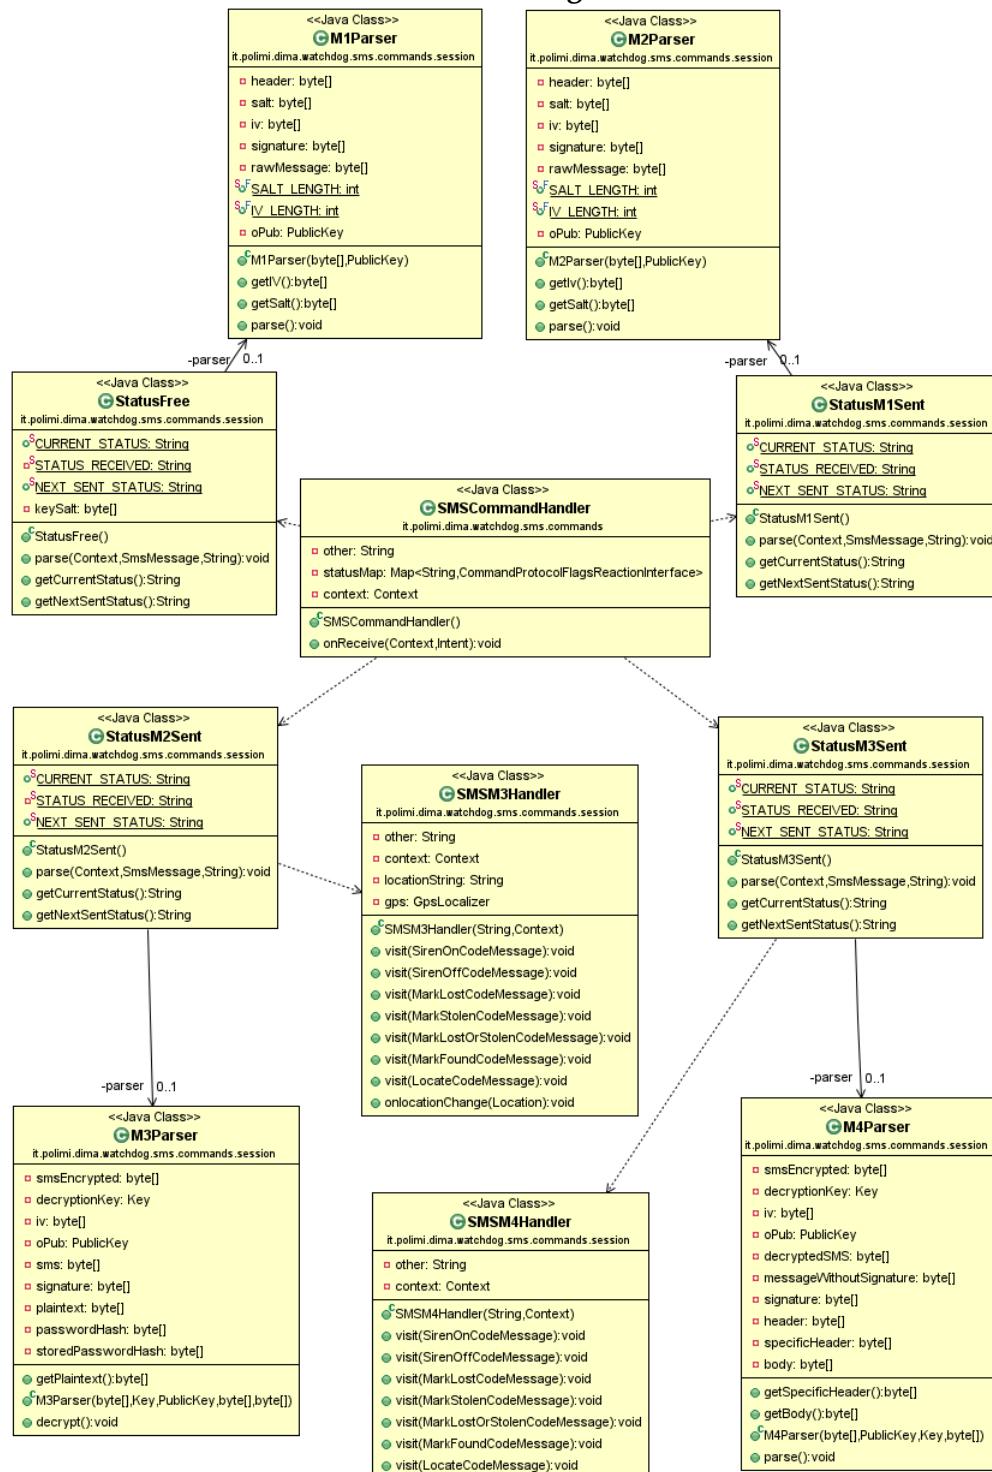 <<Java Class>>
M1Parser
it.polimi.dima.watchdog.sms.commands.session
header: byte[]
salt: byte[]
iv: byte[]
signature: byte[]
rawMessage: byte[]
SALT_LENGTH: int
IV_LENGTH: int
oPub: PublicKey
M1Parser(byte[],PublicKey)
getIV():byte[]
getSalt():byte[]
parse():void
<<Java Class>>
M2Parser
it.polimi.dima.watchdog.sms.commands.session
header: byte[]
salt: byte[]
iv: byte[]
signature: byte[]
rawMessage: byte[]
SALT_LENGTH: int
IV_LENGTH: int
oPub: PublicKey
M2Parser(byte[],PublicKey)
getIv():byte[]
getSalt():byte[]
parse():void
-parser 0..1
-parser 0..1
<<Java Class>>
StatusFree
it.polimi.dima.watchdog.sms.commands.session
CURRENT_STATUS: String
STATUS_RECEIVED: String
NEXT_SENT_STATUS: String
keySalt: byte[]
StatusFree()
parse(Context,SmsMessage,String):void
getCurrentStatus():String
getNextSentStatus():String
<<Java Class>>
SMSCommandHandler
it.polimi.dima.watchdog.sms.commands
other: String
statusMap: Map<String,CommandProtocolFlagsReactionInterface>
context: Context
SMSCommandHandler()
onReceive(Context,Intent):void
<<Java Class>>
StatusM1Sent
it.polimi.dima.watchdog.sms.commands.session
CURRENT_STATUS: String
STATUS_RECEIVED: String
NEXT_SENT_STATUS: String
StatusM1Sent()
parse(Context,SmsMessage,String):void
getCurrentStatus():String
getNextSentStatus():String
<<Java Class>>
StatusM2Sent
it.polimi.dima.watchdog.sms.commands.session
CURRENT_STATUS: String
STATUS_RECEIVED: String
NEXT_SENT_STATUS: String
StatusM2Sent()
parse(Context,SmsMessage,String):void
getCurrentStatus():String
getNextSentStatus():String
<<Java Class>>
SMSM3Handler
it.polimi.dima.watchdog.sms.commands.session
other: String
context: Context
locationString: String
gps: GpsLocalizer
SMSM3Handler(String,Context)
visit(SirenOnCodeMessage):void
visit(SirenOffCodeMessage):void
visit(MarkLostCodeMessage):void
visit(MarkStolenCodeMessage):void
visit(MarkLostOrStolenCodeMessage):void
visit(MarkFoundCodeMessage):void
visit(LocateCodeMessage):void
onlocationChange(Location):void
<<Java Class>>
StatusM3Sent
it.polimi.dima.watchdog.sms.commands.session
CURRENT_STATUS: String
STATUS_RECEIVED: String
NEXT_SENT_STATUS: String
StatusM3Sent()
parse(Context,SmsMessage,String):void
getCurrentStatus():String
getNextSentStatus():String
-parser 0..1
-parser 0..1
<<Java Class>>
M3Parser
it.polimi.dima.watchdog.sms.commands.session
smsEncrypted: byte[]
decryptionKey: Key
iv: byte[]
oPub: PublicKey
sms: byte[]
signature: byte[]
plaintext: byte[]
passwordHash: byte[]
storedPasswordHash: byte[]
getPlaintext():byte[]
M3Parser(byte[],Key,PublicKey,byte[],byte[])
decrypt():void
<<Java Class>>
SMSM4Handler
it.polimi.dima.watchdog.sms.commands.session
other: String
context: Context
SMSM4Handler(String,Context)
visit(SirenOnCodeMessage):void
visit(SirenOffCodeMessage):void
visit(MarkLostCodeMessage):void
visit(MarkStolenCodeMessage):void
visit(MarkLostOrStolenCodeMessage):void
visit(MarkFoundCodeMessage):void
visit(LocateCodeMessage):void
<<Java Class>>
M4Parser
it.polimi.dima.watchdog.sms.commands.session
smsEncrypted: byte[]
decryptionKey: Key
iv: byte[]
oPub: PublicKey
decryptedSMS: byte[]
messageWithoutSignature: byte[]
signature: byte[]
header: byte[]
specificHeader: byte[]
body: byte[]
getSpecificHeader():byte[]
getBody():byte[]
M4Parser(byte[],PublicKey,Key,byte[])
parse():void